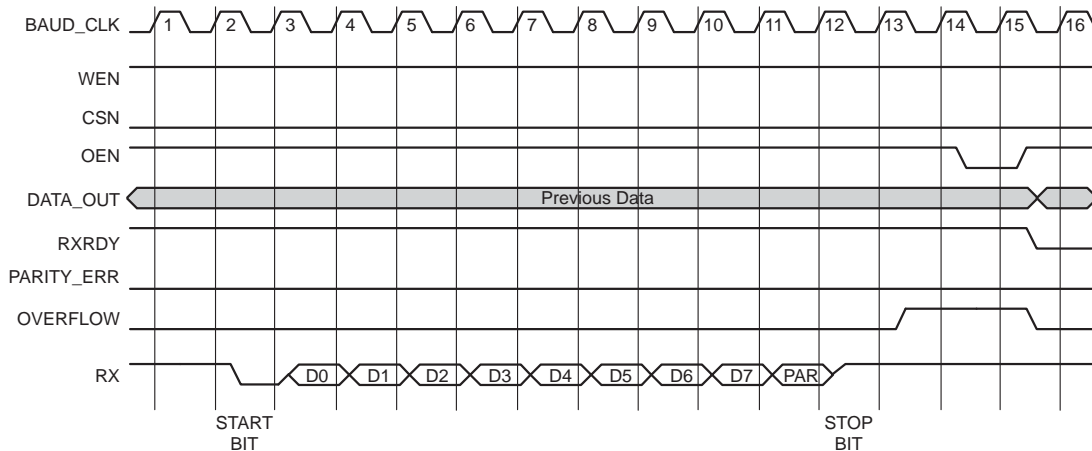 BAUD_CLK 1 2 3 4 5 6 7 8 9 10 11 12 13 14 15 16
WEN
CSN
OEN
DATA_OUT Previous Data
RXRDY
PARITY_ERR
OVERFLOW
RX D0 D1 D2 D3 D4 D5 D6 D7 PAR
START STOP
BIT BIT